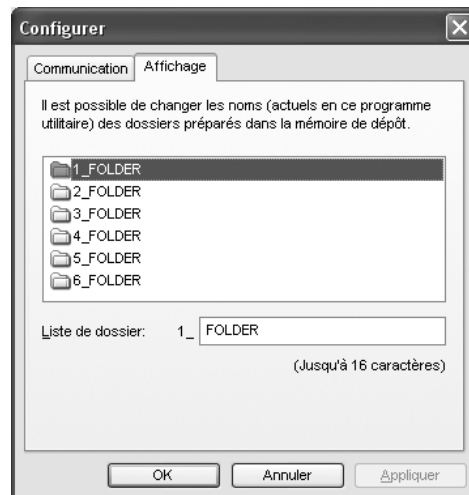 Configurer
Communication Affichage
Il est possible de changer les noms (actuels en ce programme
utilitaire) des dossiers préparés dans la mémoire de dépôt.
1_FOLDER
2_FOLDER
3_FOLDER
4_FOLDER
5_FOLDER
6_FOLDER
Liste de dossier: 1_ FOLDER
(Jusqu'à 16 caractères)
OK Annuler Appliquer